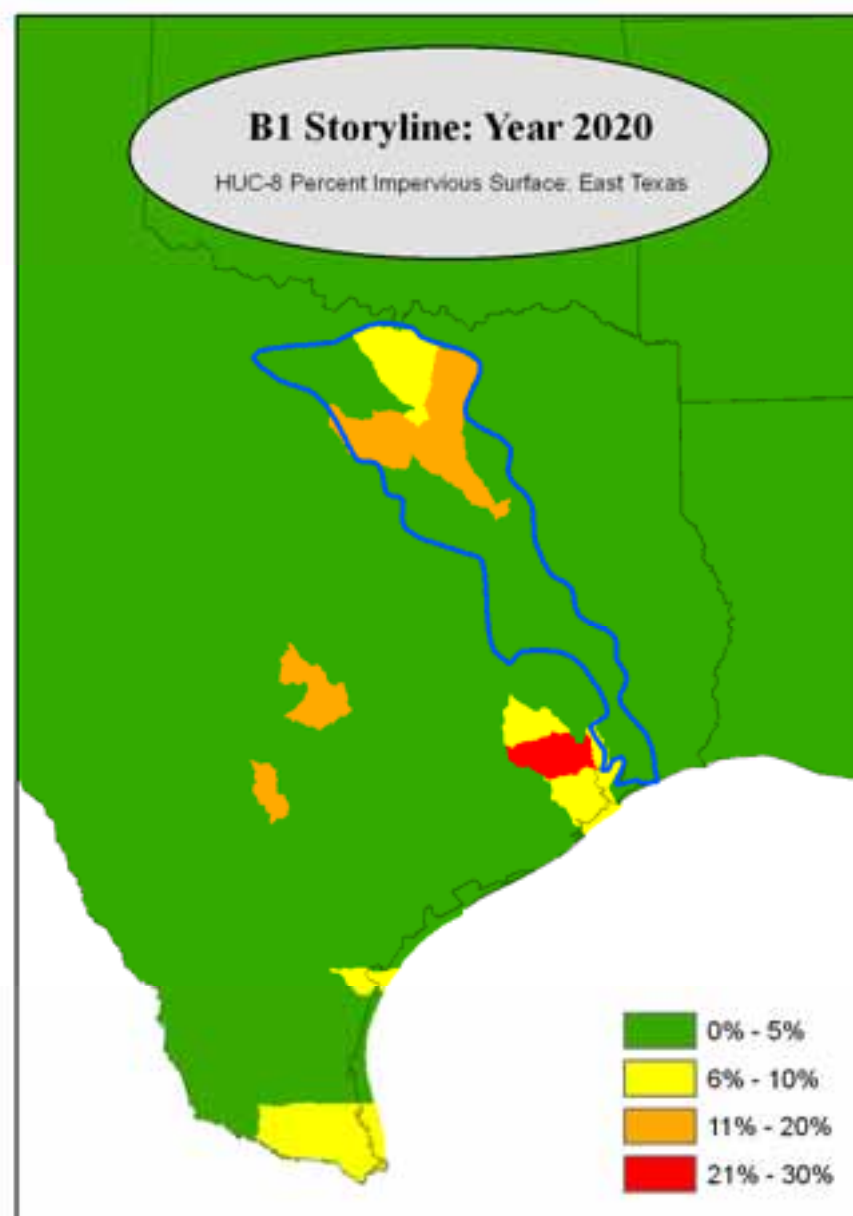 B1 Storyline: Year 2020
HUC-8 Percent Impervious Surface: East Texas
0% - 5%
6% - 10%
11% - 20%
21% - 30%